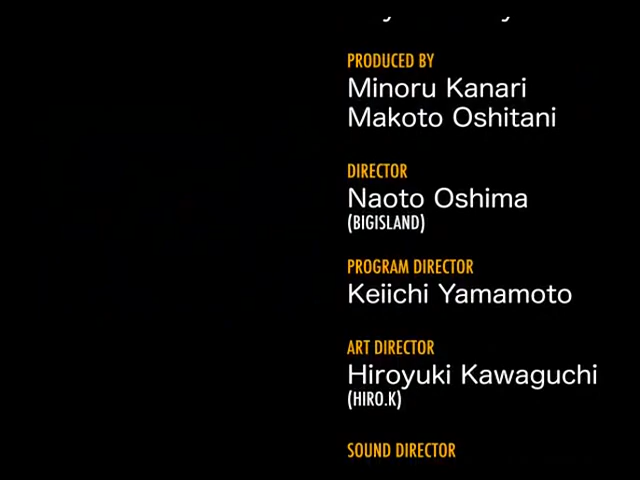 PRODUCED BY
Minoru Kanari
Makoto Oshitani
DIRECTOR
Naoto Oshima
(BIGISLAND)
PROGRAM DIRECTOR
Keiichi Yamamoto
ART DIRECTOR
Hiroyuki Kawaguchi
(HIRO.K)
SOUND DIRECTOR